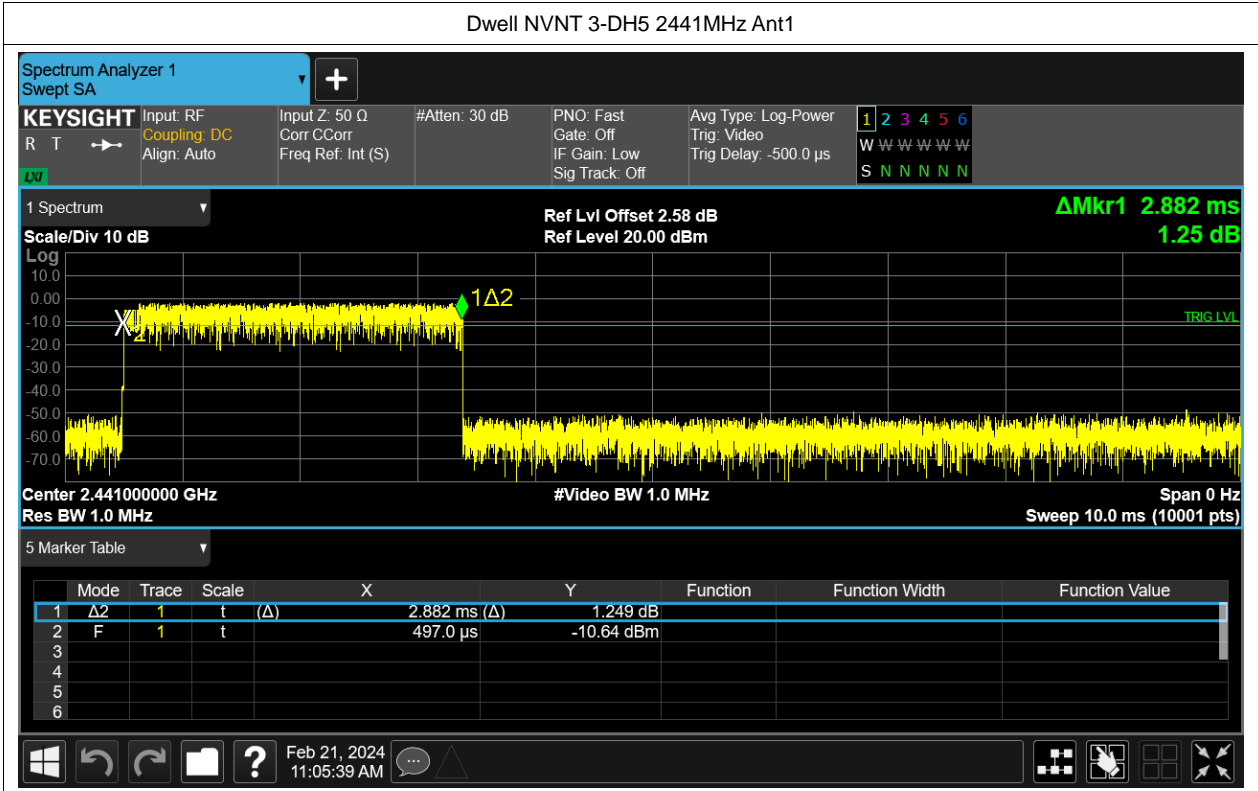 Dwell NVNT 3-DH5 2441MHz Ant1
Spectrum Analyzer 1
Swept SA
KEYSIGHT
R T
LXI
Input: RF
Coupling: DC
Align: Auto
Input Z: 50 Ω
Corr CCorr
Freq Ref: Int (S)
#Atten: 30 dB
PNO: Fast
Gate: Off
IF Gain: Low
Sig Track: Off
Avg Type: Log-Power
Trig: Video
Trig Delay: -500.0 µs
1 2 3 4 5 6
W W W W W W
S N N N N N
1 Spectrum
Scale/Div 10 dB
Ref Lvl Offset 2.58 dB
Ref Level 20.00 dBm
ΔMkr1 2.882 ms
1.25 dB
Log
10.0
0.00
-10.0
-20.0
-30.0
-40.0
-50.0
-60.0
-70.0
X2
1Δ2
TRIG LVL
Center 2.441000000 GHz
#Video BW 1.0 MHz
Span 0 Hz
Res BW 1.0 MHz
Sweep 10.0 ms (10001 pts)
5 Marker Table
Mode Trace Scale X Y Function Function Width Function Value
1 Δ2 1 t (Δ) 2.882 ms (Δ) 1.249 dB
2 F 1 t 497.0 µs -10.64 dBm
3
4
5
6
?
Feb 21, 2024
11:05:39 AM